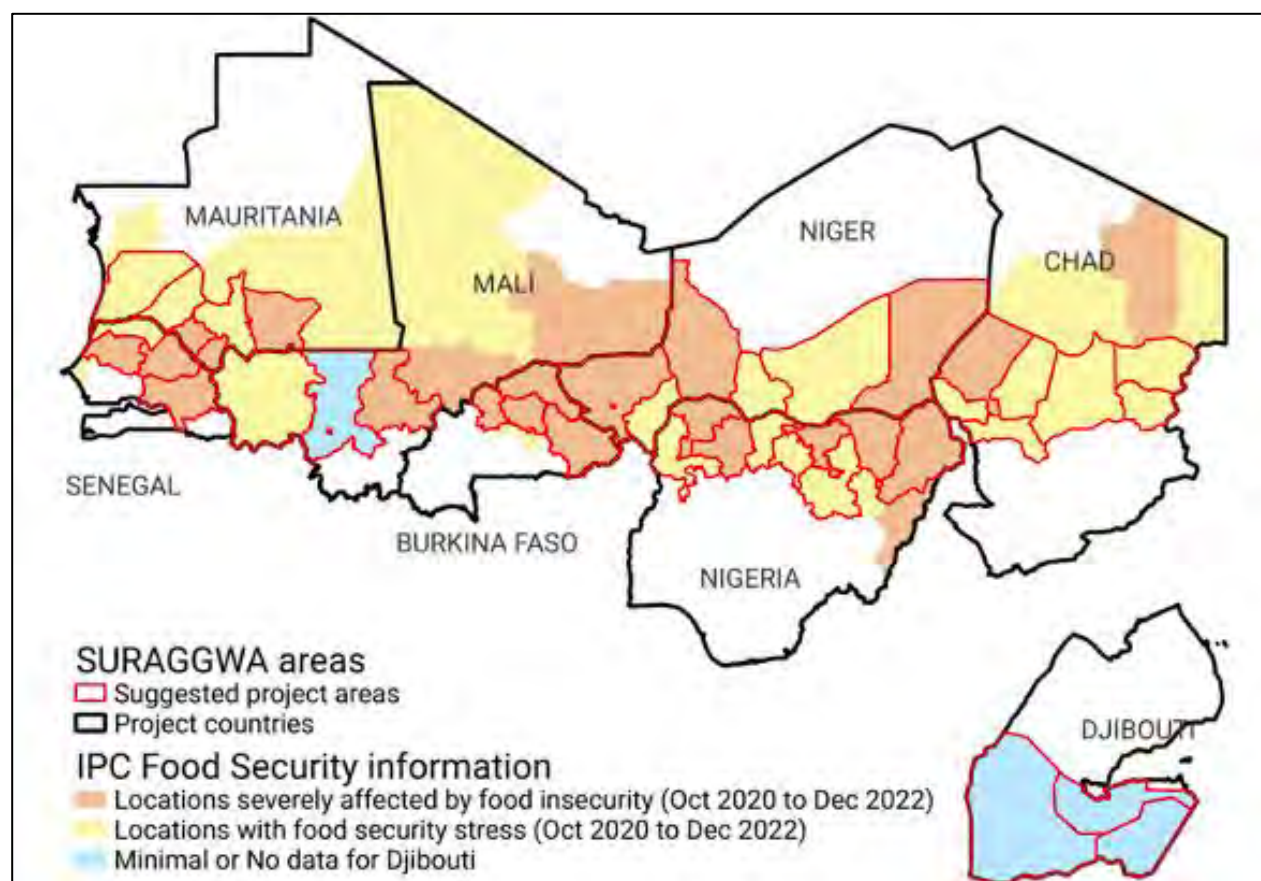 MAURITANIA
NIGER
CHAD
MALI
SENEGAL
BURKINA FASO
NIGERIA
DJIBOUTI
SURAGGWA areas
Suggested project areas
Project countries
IPC Food Security information
Locations severely affected by food insecurity (Oct 2020 to Dec 2022)
Locations with food security stress (Oct 2020 to Dec 2022)
Minimal or No data for Djibouti